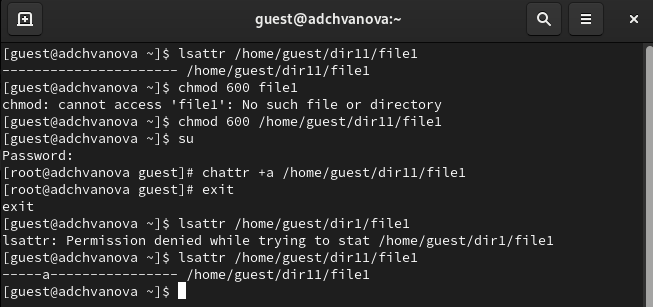 guest@adchvanova:~
[guest@adchvanova ~]$ lsattr /home/guest/dir11/file1
---------------------- /home/guest/dir11/file1
[guest@adchvanova ~]$ chmod 600 file1
chmod: cannot access 'file1': No such file or directory
[guest@adchvanova ~]$ chmod 600 /home/guest/dir11/file1
[guest@adchvanova ~]$ su
Password:
[root@adchvanova guest]# chattr +a /home/guest/dir11/file1
[root@adchvanova guest]# exit
exit
[guest@adchvanova ~]$ lsattr /home/guest/dir1/file1
lsattr: Permission denied while trying to stat /home/guest/dir1/file1
[guest@adchvanova ~]$ lsattr /home/guest/dir11/file1
-----a---------------- /home/guest/dir11/file1
[guest@adchvanova ~]$